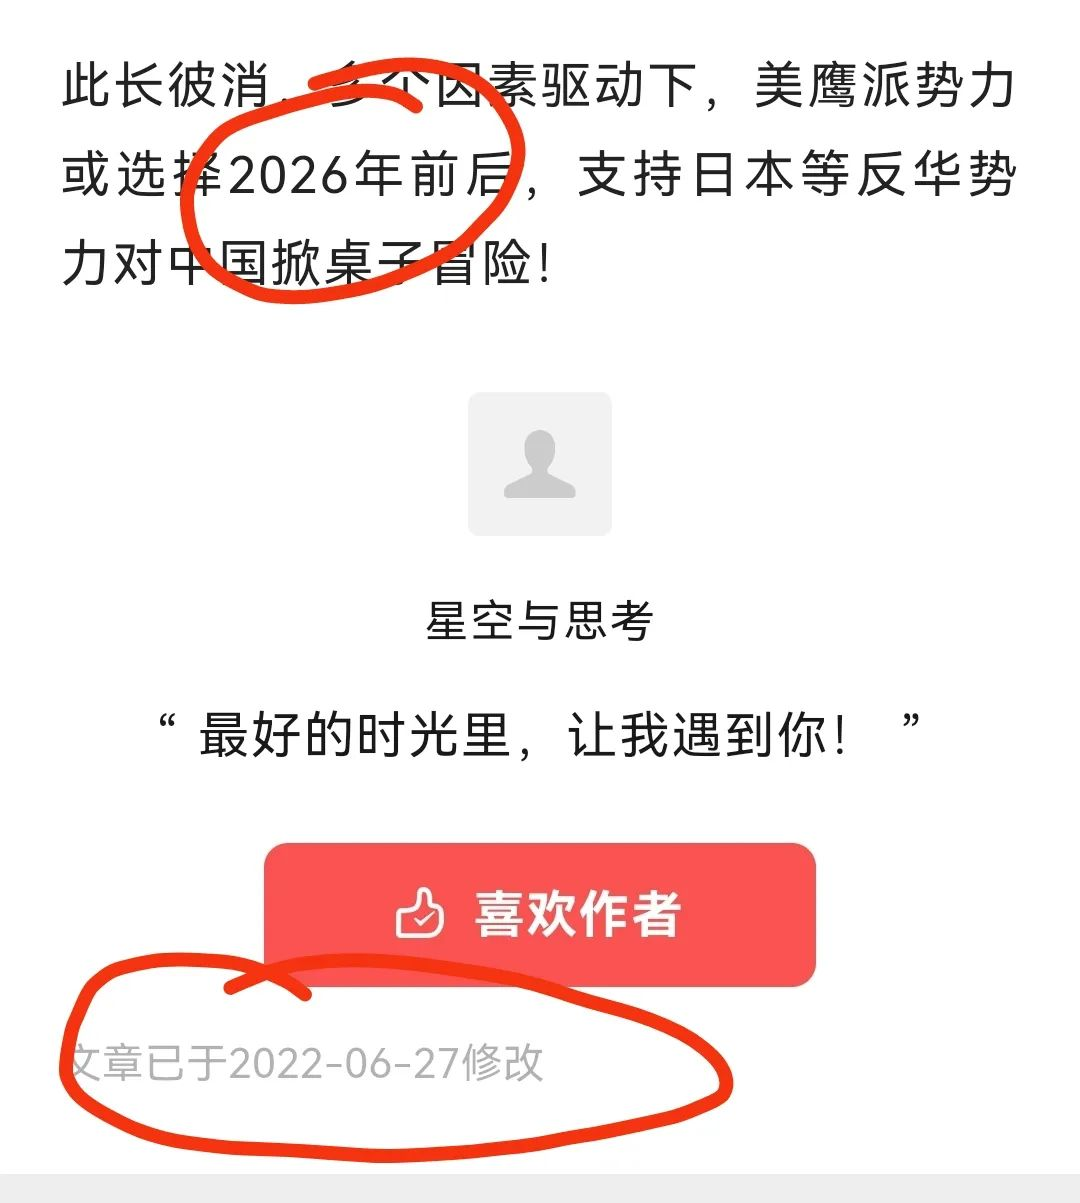 此长彼消，多个因素驱动下，美鹰派势力
或选择2026年前后，支持日本等反华势
力对中国掀桌子冒险！
星空与思考
“ 最好的时光里，让我遇到你！ ”
喜欢作者
文章已于2022-06-27修改